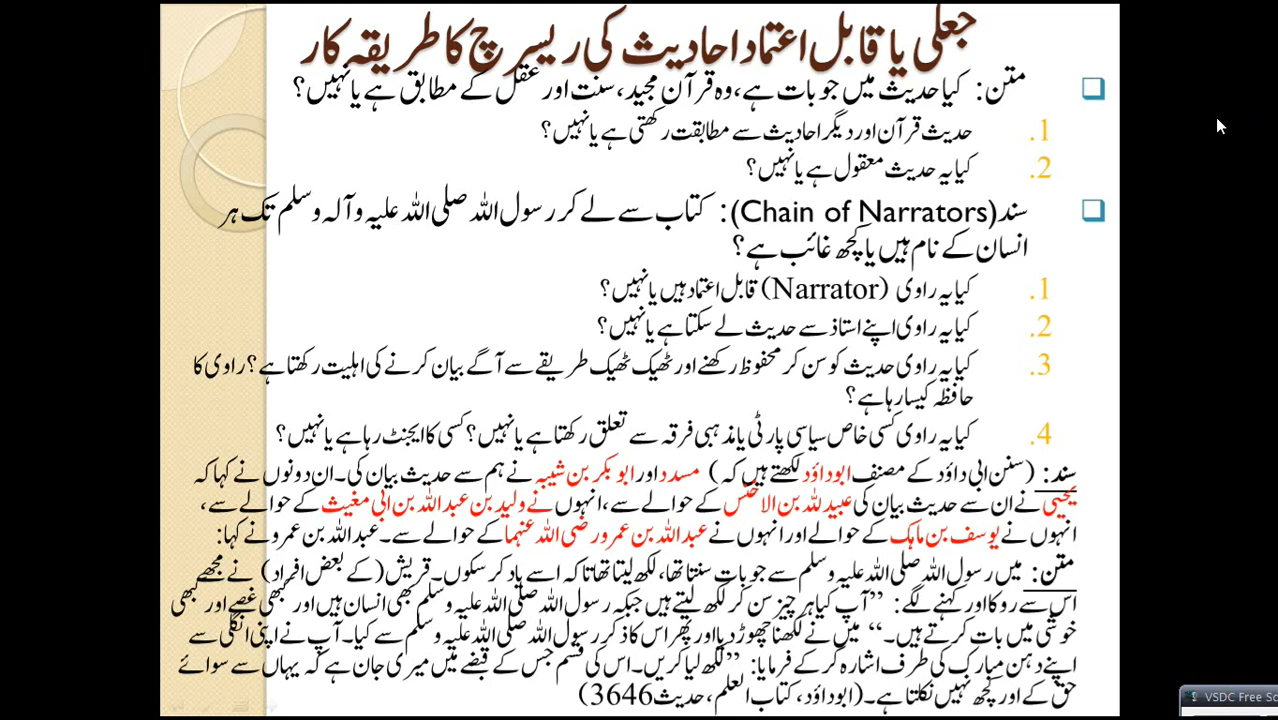 جعلی یا قابل اعتماد احادیث کی ریسرچ کا طریقہ کار
❑ متن: کیا حدیث میں جو بات ہے، وہ قرآن مجید، سنت اور عقل کے مطابق ہے یا نہیں؟
1. حدیث قرآن اور دیگر احادیث سے مطابقت رکھتی ہے یا نہیں؟
2. کیا یہ حدیث معقول ہے یا نہیں؟
❑ سند(Chain of Narrators): کتاب سے لے کر رسول اللہ صلی اللہ علیہ وآلہ وسلم تک ہر
انسان کے نام ہیں یا کچھ غائب ہے؟
1. کیا یہ راوی (Narrator) قابل اعتماد ہیں یا نہیں؟
2. کیا یہ راوی اپنے استاذ سے حدیث لے سکتا ہے یا نہیں؟
3. کیا یہ راوی حدیث کو سن کر محفوظ رکھنے اور ٹھیک ٹھیک طریقے سے آگے بیان کرنے کی اہلیت رکھتا ہے؟ راوی کا
حافظہ کیسا رہا ہے؟
4. کیا یہ راوی کسی خاص سیاسی پارٹی یا مذہبی فرقہ سے تعلق رکھتا ہے یا نہیں؟ کسی کا ایجنٹ رہا ہے یا نہیں؟
سند: (سنن ابی داؤد کے مصنف ابوداؤد لکھتے ہیں کہ) مسدد اور ابو بکر بن شیبہ نے ہم سے حدیث بیان کی۔ ان دونوں نے کہا کہ
یحیی نے ان سے حدیث بیان کی عبید للہ بن الاخنس کے حوالے سے، انہوں نے ولید بن عبداللہ بن ابی مغیث کے حوالے سے،
انہوں نے یوسف بن ماہک کے حوالے اور انہوں نے عبداللہ بن عمرو رضی اللہ عنہما کے حوالے سے۔ عبداللہ بن عمرو نے کہا:
متن: میں رسول اللہ صلی اللہ علیہ وسلم سے جو بات سنتا تھا، لکھ لیتا تھا تاکہ اسے یاد کر سکوں۔ قریش (کے بعض افراد) نے مجھے
اس سے روکا اور کہنے لگے: ”آپ کیا ہر چیز سن کر لکھ لیتے ہیں جبکہ رسول اللہ صلی اللہ علیہ وسلم بھی انسان ہیں اور کبھی غصے اور کبھی
خوشی میں بات کرتے ہیں۔“ میں نے لکھنا چھوڑ دیا اور پھر اس کا ذکر رسول اللہ صلی اللہ علیہ وسلم سے کیا۔ آپ نے اپنی انگلی سے
اپنے دہن مبارک کی طرف اشارہ کر کے فرمایا: ”لکھ لیا کریں۔ اس کی قسم جس کے قبضے میں میری جان ہے کہ یہاں سے سوائے
حق کے اور کچھ نہیں نکلتا ہے۔ (ابوداؤد، کتاب العلم، حدیث 3646)
VSDC Free Sc